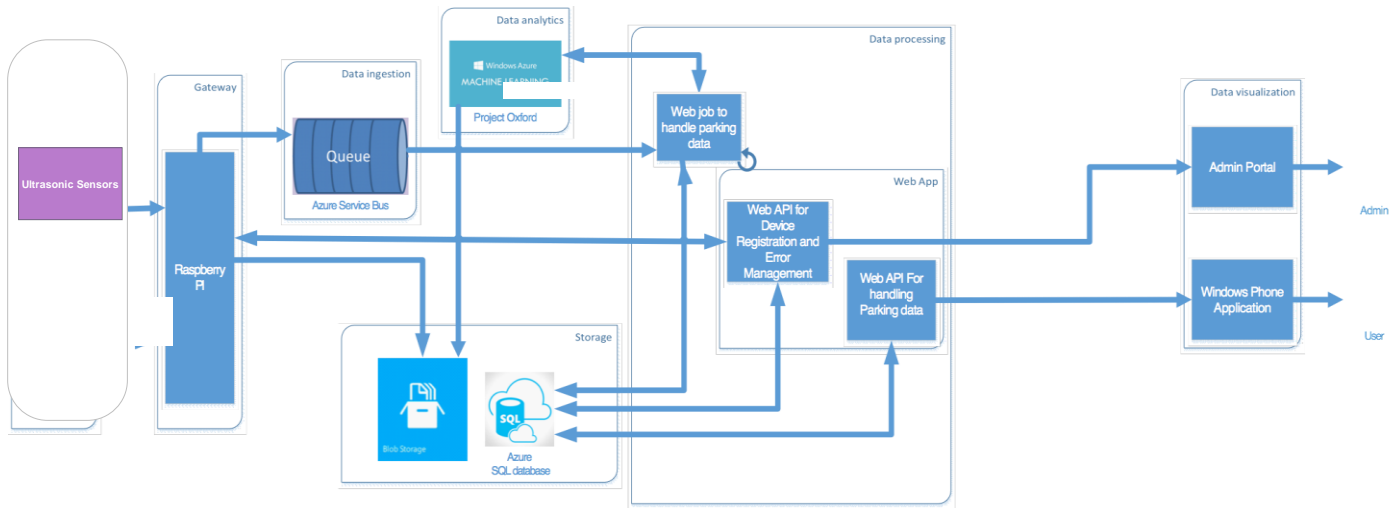 Data analytics
Windows Azure
MACHINE LEARNING
Project Oxford
Data processing
Data ingestion
Queue
Azure Service Bus
Gateway
Raspberry
PI
Ultrasonic Sensors
Web job to
handle parking
data
Web App
Web API for
Device
Registration and
Error
Management
Web API For
handling
Parking data
Data visualization
Admin Portal
Admin
Windows Phone
Application
User
Storage
Blob Storage
SQL
Azure
SQL database